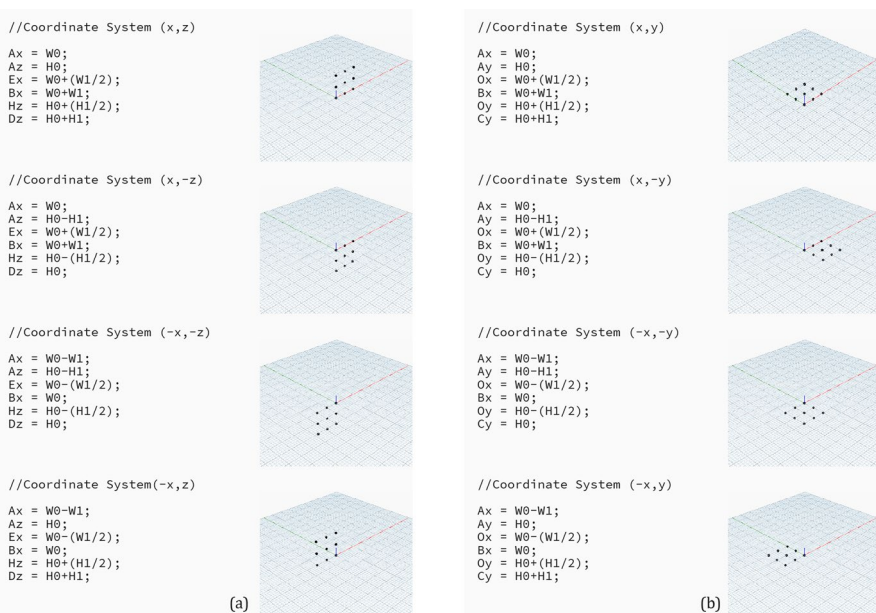 //Coordinate System (x,z)
Ax = W0;
Az = H0;
Ex = W0+(W1/2);
Bx = W0+W1;
Hz = H0+(H1/2);
Dz = H0+H1;
//Coordinate System (x,-z)
Ax = W0;
Az = H0-H1;
Ex = W0+(W1/2);
Bx = W0+W1;
Hz = H0-(H1/2);
Dz = H0;
//Coordinate System (-x,-z)
Ax = W0-W1;
Az = H0-H1;
Ex = W0-(W1/2);
Bx = W0;
Hz = H0-(H1/2);
Dz = H0;
//Coordinate System(-x,z)
Ax = W0-W1;
Az = H0;
Ex = W0-(W1/2);
Bx = W0;
Hz = H0+(H1/2);
Dz = H0+H1;
(a)
//Coordinate System (x,y)
Ax = W0;
Ay = H0;
Ox = W0+(W1/2);
Bx = W0+W1;
Oy = H0+(H1/2);
Cy = H0+H1;
//Coordinate System (x,-y)
Ax = W0;
Ay = H0-H1;
Ox = W0+(W1/2);
Bx = W0+W1;
Oy = H0-(H1/2);
Cy = H0;
//Coordinate System (-x,-y)
Ax = W0-W1;
Ay = H0-H1;
Ox = W0-(W1/2);
Bx = W0;
Oy = H0-(H1/2);
Cy = H0;
//Coordinate System (-x,y)
Ax = W0-W1;
Ay = H0;
Ox = W0-(W1/2);
Bx = W0;
Oy = H0+(H1/2);
Cy = H0+H1;
(b)